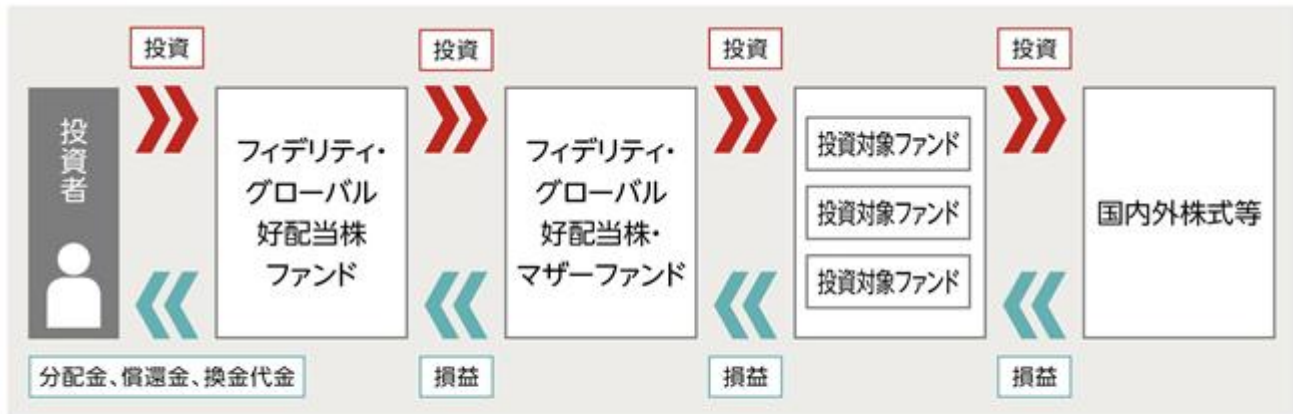 投資
投資
投資
投資
投資者
フィデリティ・
グローバル
好配当株
ファンド
フィデリティ・
グローバル
好配当株・
マザーファンド
投資対象ファンド
投資対象ファンド
投資対象ファンド
国内外株式等
分配金、償還金、換金代金
損益
損益
損益